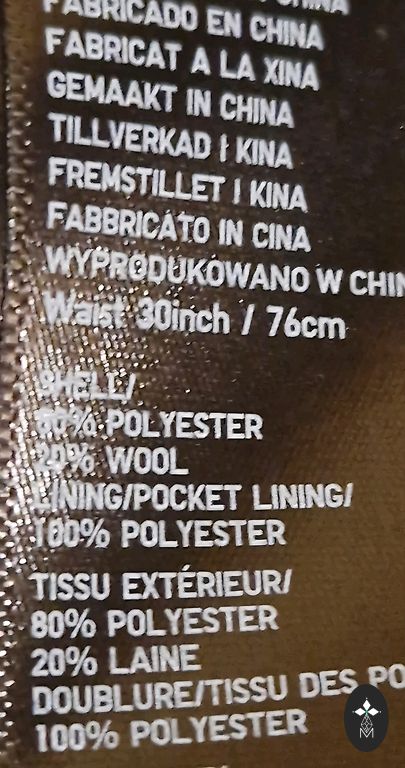 FABRICADO EN CHINA
FABRICAT A LA XINA
GEMAAKT IN CHINA
TILLVERKAD I KINA
FREMSTILLET I KINA
FABBRICATO IN CINA
WYPRODUKOWANO W CHIN
Waist 30inch / 76cm
SHELL/
80% POLYESTER
20% WOOL
LINING/POCKET LINING/
100% POLYESTER
TISSU EXTÉRIEUR/
80% POLYESTER
20% LAINE
DOUBLURE/TISSU DES PO
100% POLYESTER